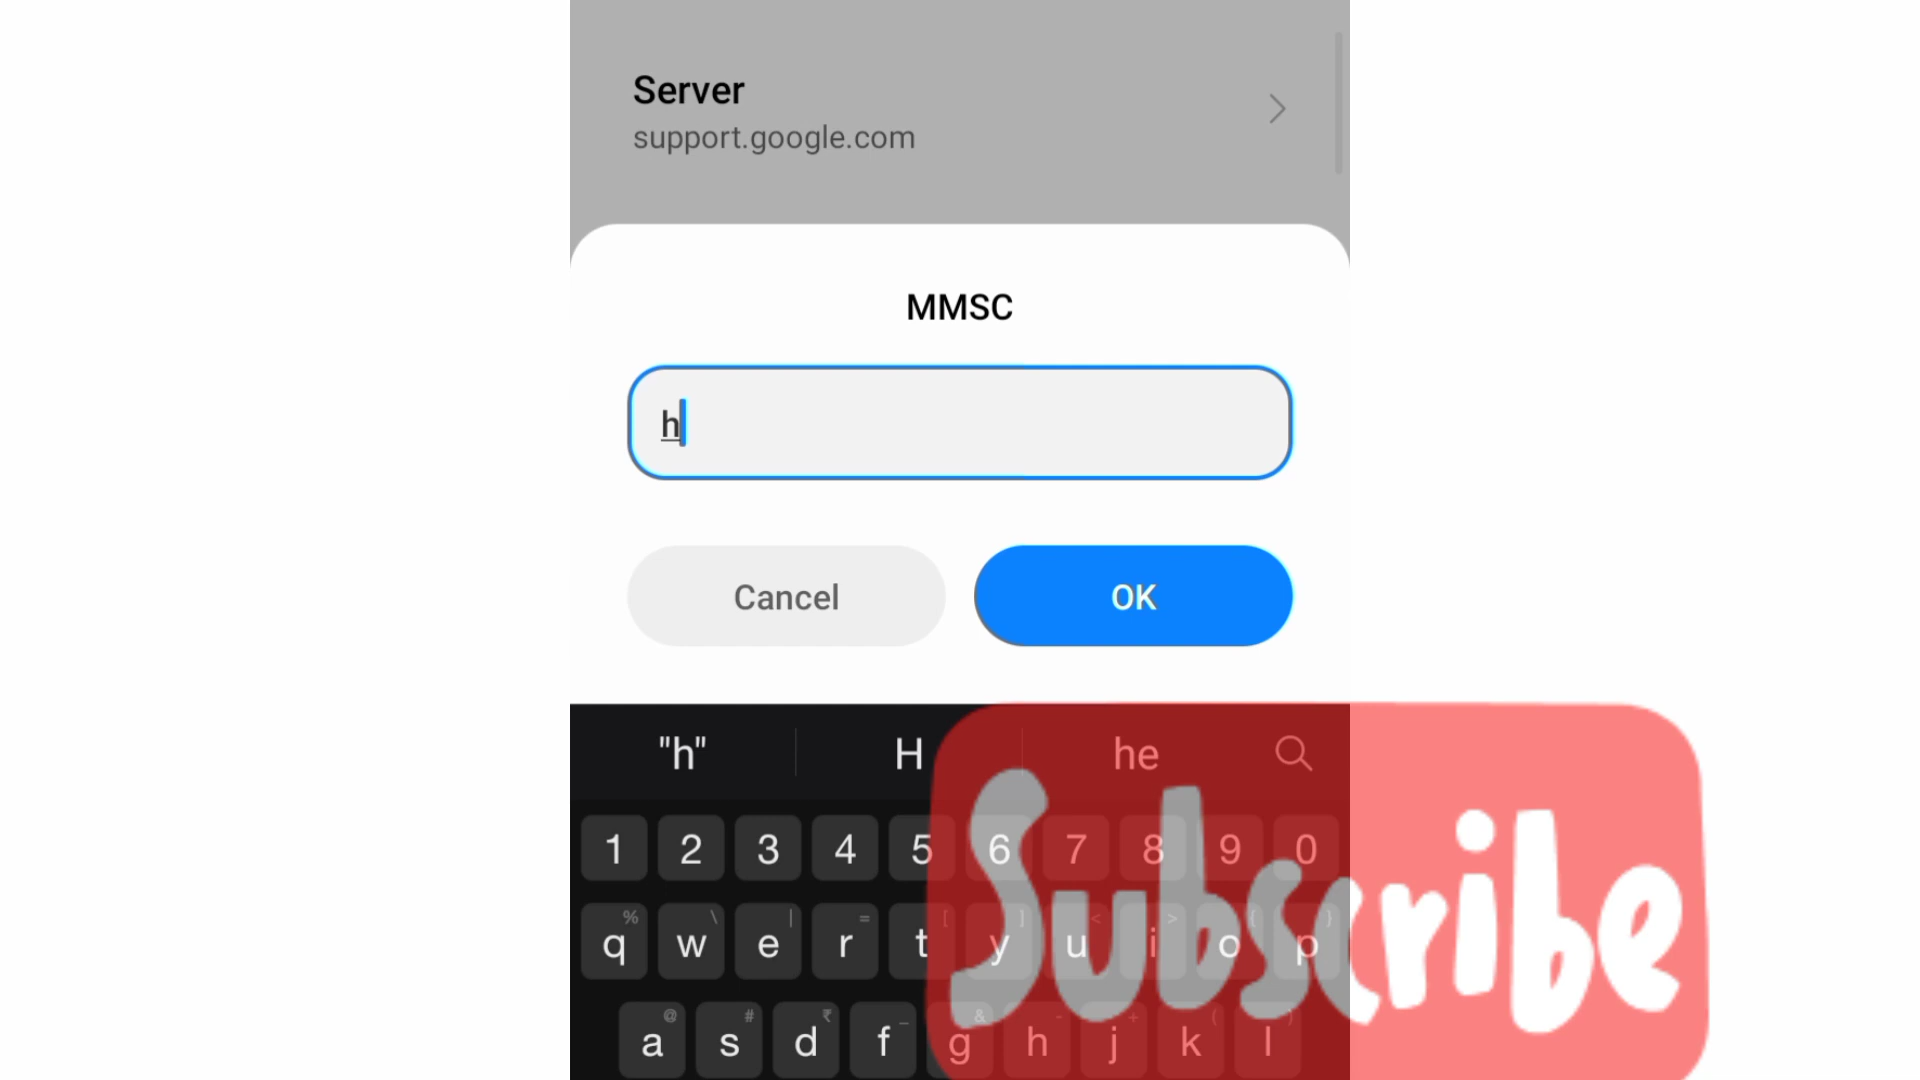 Server
support.google.com
MMSC
h
Cancel OK
"h" H he
1 2 3 4 5 6 7 8 9 0
% \ | = [ ] < > { }
q w e r t y u i o p
Subscribe
@ # ₹ _ & - + ( )
a s d f g h j k l